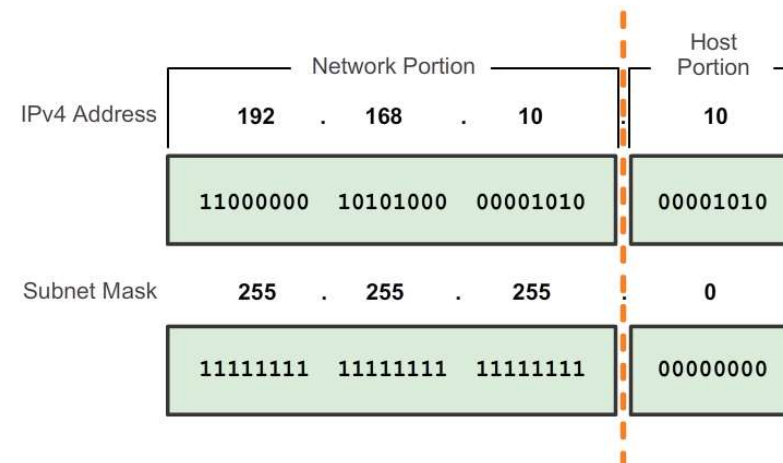 Network Portion Host Portion
IPv4 Address 192 . 168 . 10 . 10
11000000 10101000 00001010 00001010
Subnet Mask 255 . 255 . 255 . 0
11111111 11111111 11111111 00000000